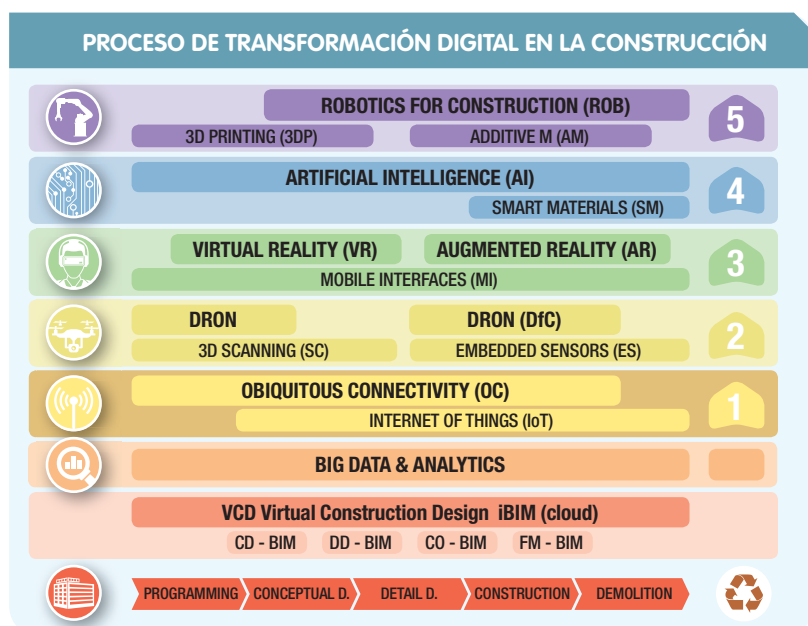 PROCESO DE TRANSFORMACIÓN DIGITAL EN LA CONSTRUCCIÓN
ROBOTICS FOR CONSTRUCTION (ROB)
3D PRINTING (3DP) ADDITIVE M (AM)
5
ARTIFICIAL INTELLIGENCE (AI)
SMART MATERIALS (SM)
4
VIRTUAL REALITY (VR) AUGMENTED REALITY (AR)
MOBILE INTERFACES (MI)
3
DRON DRON (DfC)
3D SCANNING (SC) EMBEDDED SENSORS (ES)
2
OBIQUITOUS CONNECTIVITY (OC)
INTERNET OF THINGS (IoT)
1
BIG DATA & ANALYTICS
VCD Virtual Construction Design iBIM (cloud)
CD - BIM DD - BIM CO - BIM FM - BIM
PROGRAMMING CONCEPTUAL D. DETAIL D. CONSTRUCTION DEMOLITION